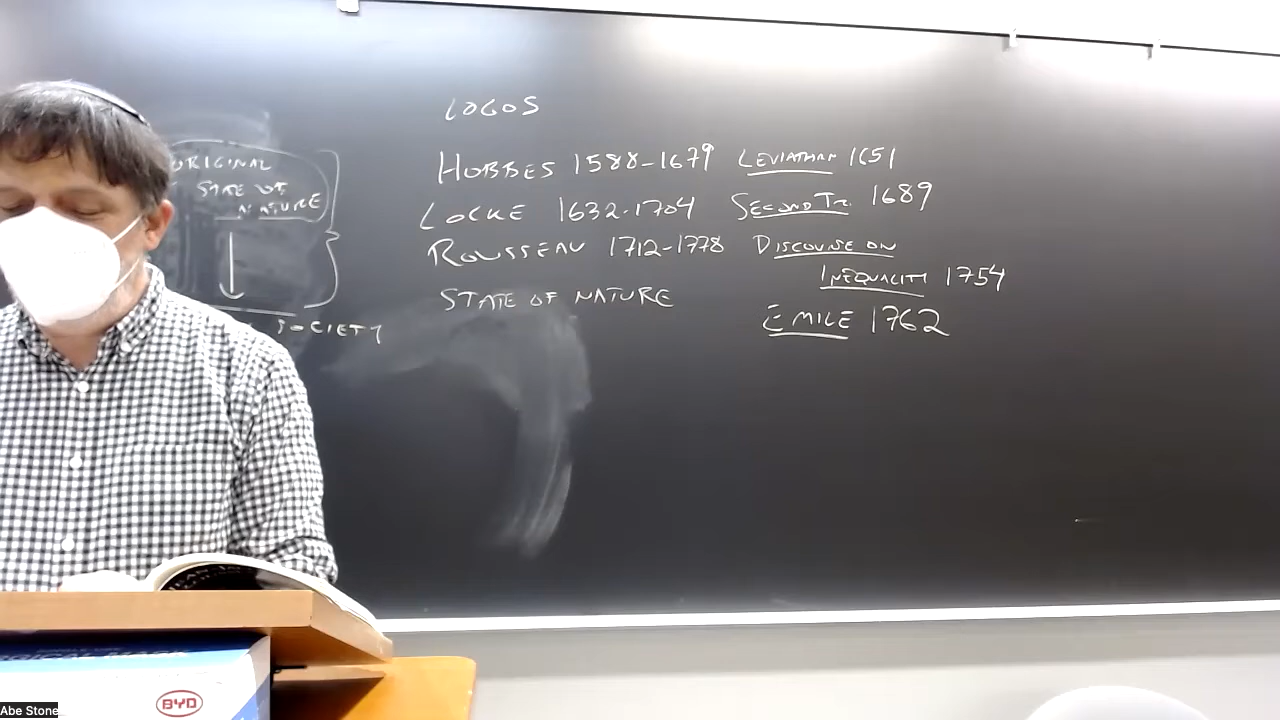 LOGOS
ORIGINAL
STATE OF
NATURE
SOCIETY
HOBBES 1588-1679 LEVIATHAN 1651
LOCKE 1632-1704 SECOND TR. 1689
ROUSSEAU 1712-1778 DISCOURSE ON
INEQUALITY 1754
STATE OF NATURE
EMILE 1762
BYD
Abe Stone